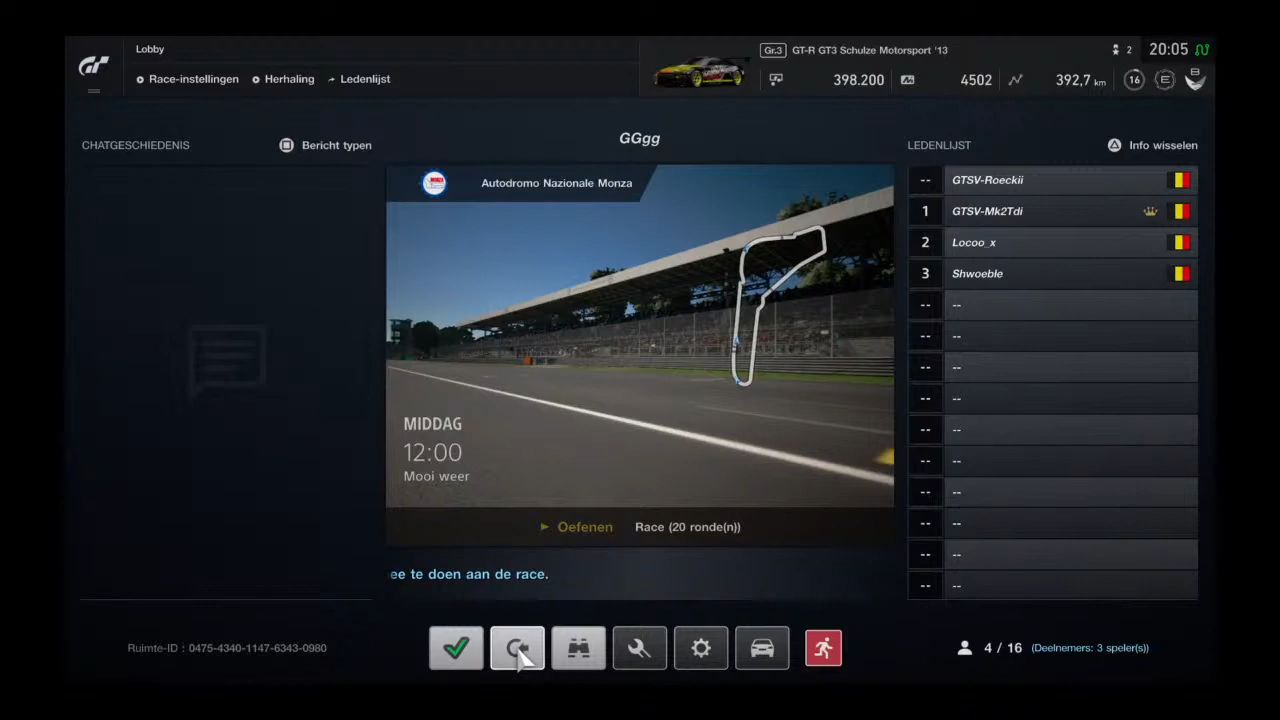 Lobby
Race-instellingen Herhaling Ledenlijst
Gr.3 GT-R GT3 Schulze Motorsport '13
2 20:05
398.200 4502 392,7 km 16 E B
CHATGESCHIEDENIS Bericht typen
GGgg
LEDENLIJST Info wisselen
MONZA
Autodromo Nazionale Monza
-- GTSV-Roeckii
1 GTSV-Mk2Tdi
2 Locoo_x
3 Shwoeble
-- --
-- --
-- --
-- --
-- --
-- --
-- --
-- --
-- --
-- --
MIDDAG
12:00
Mooi weer
Oefenen Race (20 ronde(n))
ee te doen aan de race.
Ruimte-ID : 0475-4340-1147-6343-0980
4 / 16 (Deelnemers: 3 speler(s))